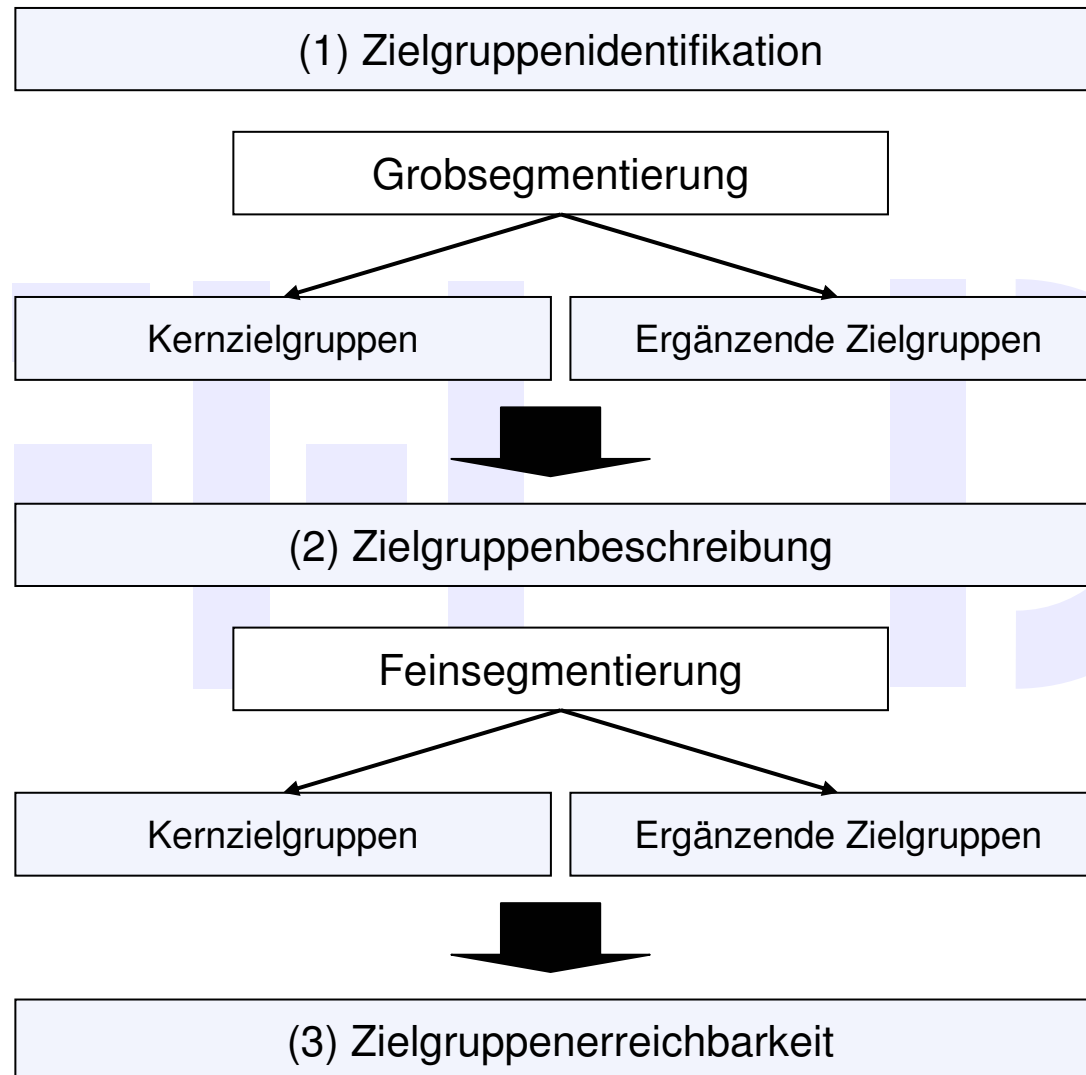 (1) Zielgruppenidentifikation
Grobsegmentierung
Kernzielgruppen
Ergänzende Zielgruppen
(2) Zielgruppenbeschreibung
Feinsegmentierung
Kernzielgruppen
Ergänzende Zielgruppen
(3) Zielgruppenerreichbarkeit